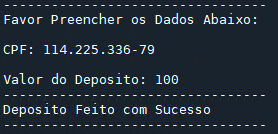 ---------------------------------
Favor Preencher os Dados Abaixo:
CPF: 114.225.336-79
Valor do Deposito: 100
---------------------------------
Deposito Feito com Sucesso
---------------------------------